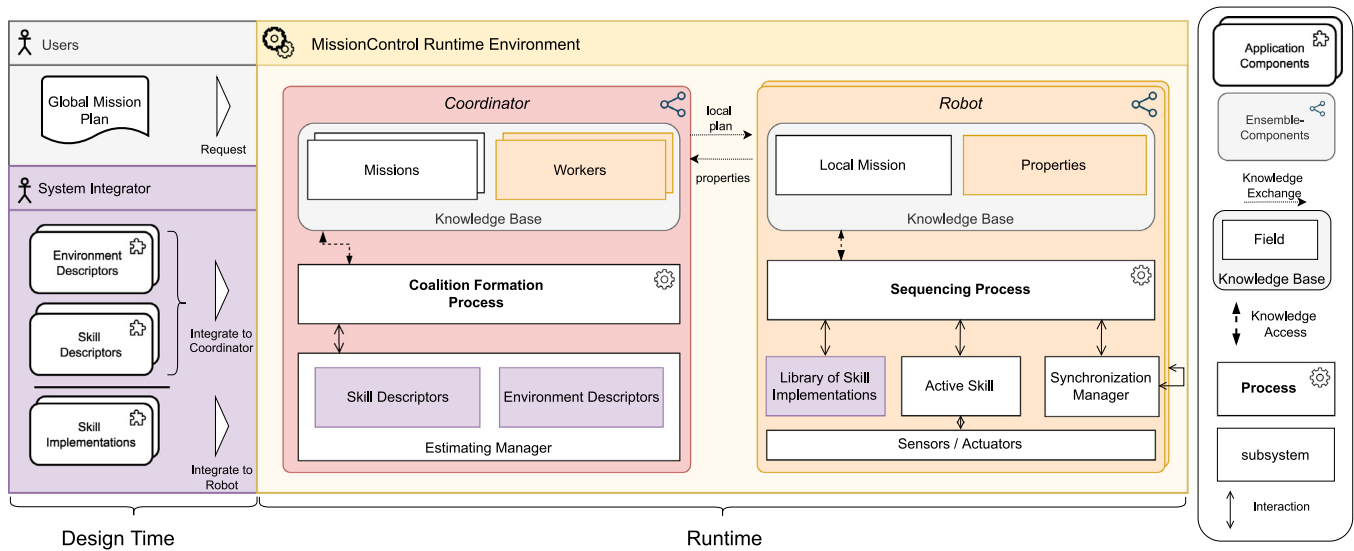 Users
Global Mission
Plan
Request
System Integrator
Environment
Descriptors
Skill
Descriptors
Integrate to
Coordinator
Skill
Implementations
Integrate to
Robot
Design Time
MissionControl Runtime Environment
Coordinator
Missions
Workers
Knowledge Base
Coalition Formation
Process
Skill Descriptors
Environment Descriptors
Estimating Manager
local
plan
properties
Robot
Local Mission
Properties
Knowledge Base
Sequencing Process
Library of Skill
Implementations
Active Skill
Synchronization
Manager
Sensors / Actuators
Runtime
Application
Components
Ensemble-
Components
Knowledge
Exchange
Field
Knowledge Base
Knowledge
Access
Process
subsystem
Interaction